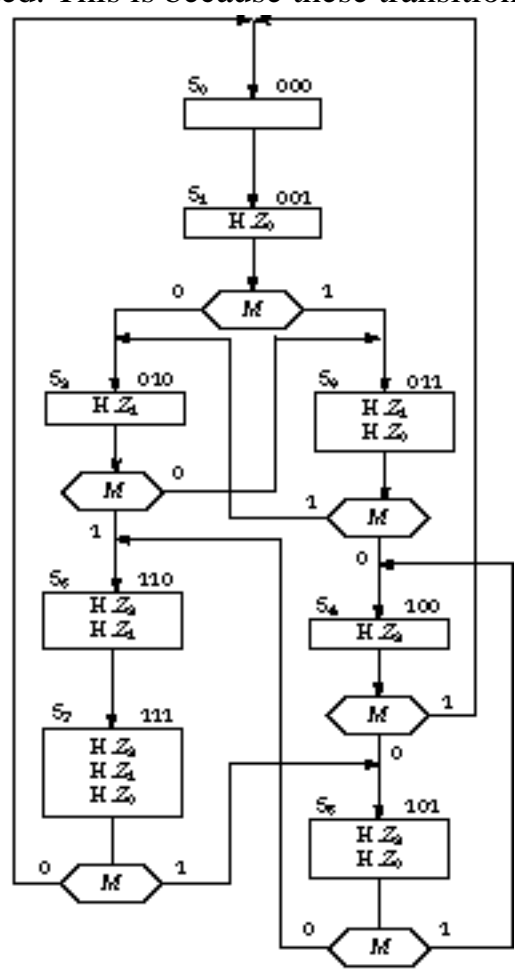 ed. This is because these transition
S₀ 000
S₁ 001
H.Z₀
0 M 1
S₂ 010
H.Z₁
S₃ 011
H.Z₁
H.Z₀
M 0
1
1 M
0
S₆ 110
H.Z₂
H.Z₁
S₄ 100
H.Z₂
M 1
0
S₇ 111
H.Z₂
H.Z₁
H.Z₀
0 M 1
S₅ 101
H.Z₂
H.Z₀
0 M 1